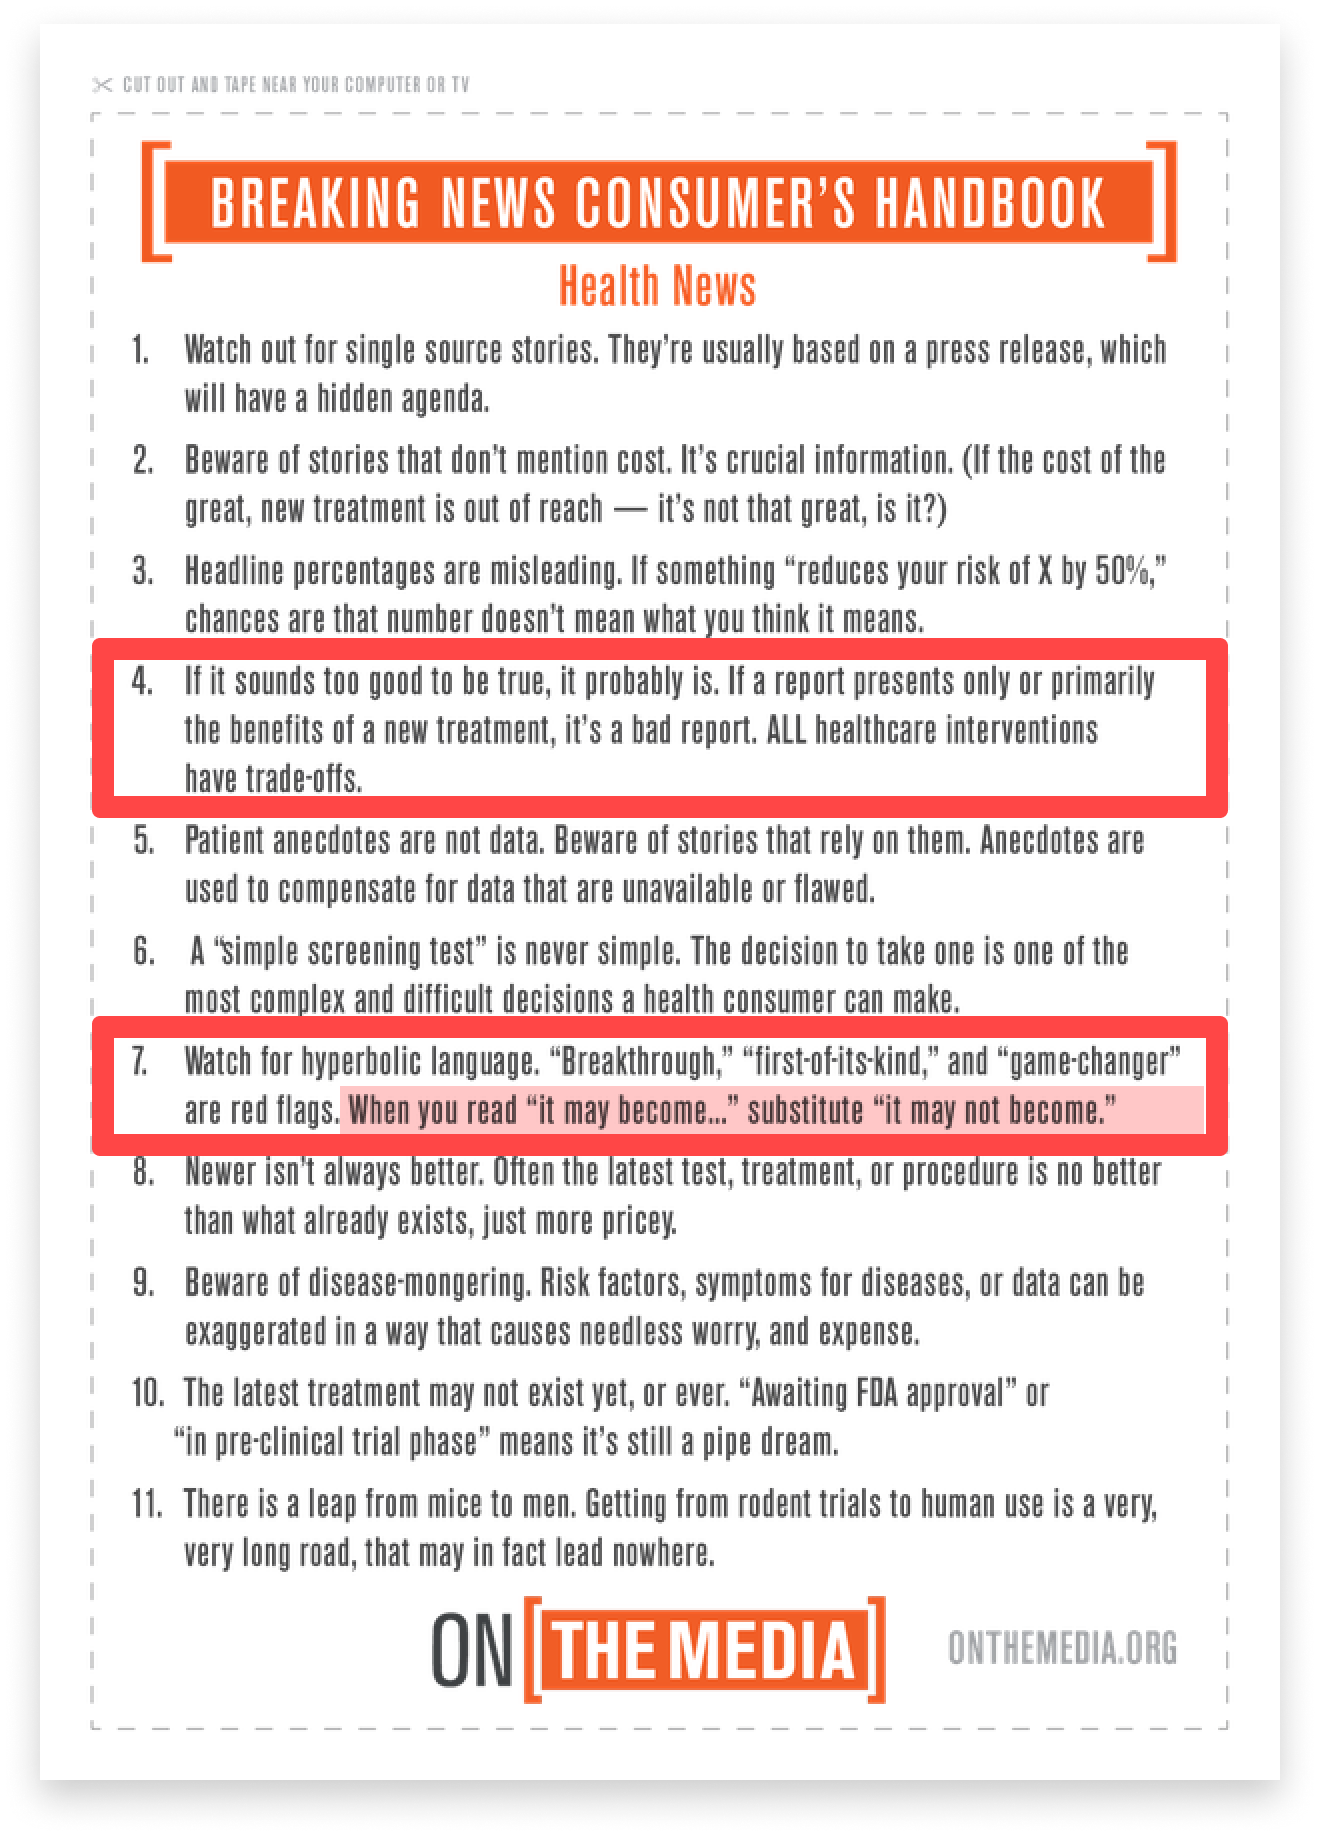 CUT OUT AND TAPE NEAR YOUR COMPUTER OR TV
BREAKING NEWS CONSUMER’S HANDBOOK
Health News
1. Watch out for single source stories. They’re usually based on a press release, which
will have a hidden agenda.
2. Beware of stories that don’t mention cost. It’s crucial information. (If the cost of the
great, new treatment is out of reach — it’s not that great, is it?)
3. Headline percentages are misleading. If something “reduces your risk of X by 50%,”
chances are that number doesn’t mean what you think it means.
4. If it sounds too good to be true, it probably is. If a report presents only or primarily
the benefits of a new treatment, it’s a bad report. ALL healthcare interventions
have trade-offs.
5. Patient anecdotes are not data. Beware of stories that rely on them. Anecdotes are
used to compensate for data that are unavailable or flawed.
6. A “simple screening test” is never simple. The decision to take one is one of the
most complex and difficult decisions a health consumer can make.
7. Watch for hyperbolic language. “Breakthrough,” “first-of-its-kind,” and “game-changer”
are red flags. When you read “it may become...” substitute “it may not become.”
8. Newer isn’t always better. Often the latest test, treatment, or procedure is no better
than what already exists, just more pricey.
9. Beware of disease-mongering. Risk factors, symptoms for diseases, or data can be
exaggerated in a way that causes needless worry, and expense.
10. The latest treatment may not exist yet, or ever. “Awaiting FDA approval” or
“in pre-clinical trial phase” means it’s still a pipe dream.
11. There is a leap from mice to men. Getting from rodent trials to human use is a very,
very long road, that may in fact lead nowhere.
ON THE MEDIA ONTHEMEDIA.ORG